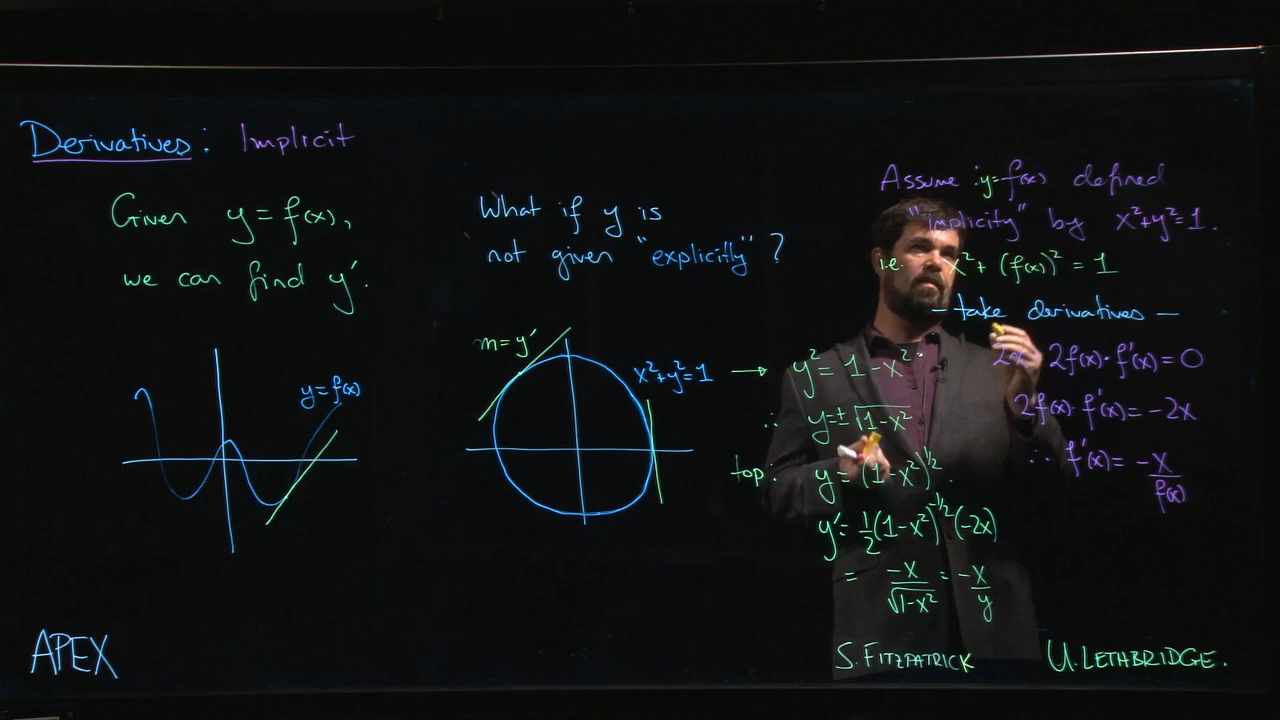 Derivatives: Implicit
Given y = f(x),
we can find y'.
y=f(x)
What if y is
not given "explicitly"?
m=y'
x²+y²=1 →
y² = 1-x²
∴ y=±√(1-x²)
top: y=(1-x²)^(1/2).
y'= 1/2(1-x²)^(-1/2)(-2x)
= -x/√(1-x²) = -x/y
Assume y=f(x) defined
"implicity" by x²+y²=1.
i.e. x²+(f(x))² = 1
- take derivatives -
2x 2f(x)·f'(x)=0
2f(x)·f'(x)=-2x
∴ f'(x)= -x/f(x)
APEX
S. FITZPATRICK
U. LETHBRIDGE.